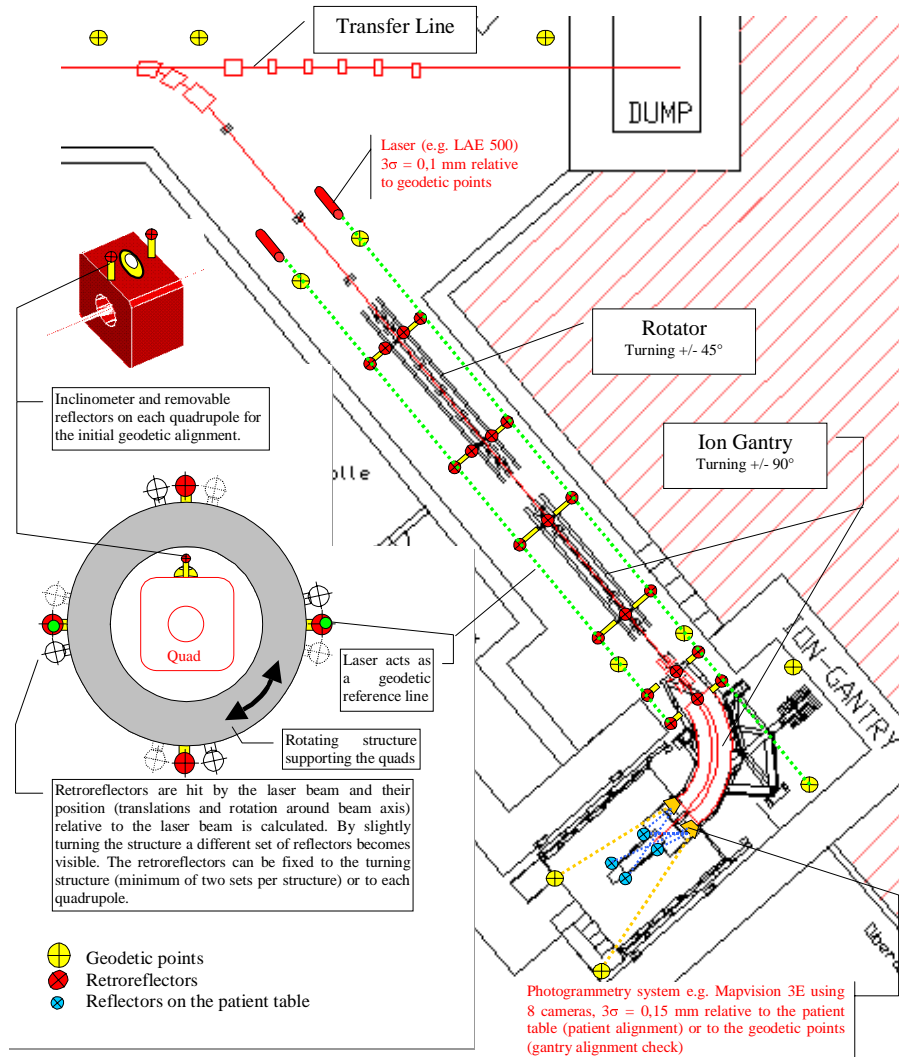 Transfer Line
DUMP
Laser (e.g. LAE 500)
3σ = 0,1 mm relative
to geodetic points
Rotator
Turning +/- 45°
Inclinometer and removable
reflectors on each quadrupole for
the initial geodetic alignment.
Ion Gantry
Turning +/- 90°
olle
Quad
ION-GANTRY
Laser acts as
a geodetic
reference line
Rotating structure
supporting the quads
Retroreflectors are hit by the laser beam and their
position (translations and rotation around beam axis)
relative to the laser beam is calculated. By slightly
turning the structure a different set of reflectors becomes
visible. The retroreflectors can be fixed to the turning
structure (minimum of two sets per structure) or to each
quadrupole.
Geodetic points
Retroreflectors
Reflectors on the patient table
Photogrammetry system e.g. Mapvision 3E using
8 cameras, 3σ = 0,15 mm relative to the patient
table (patient alignment) or to the geodetic points
(gantry alignment check)